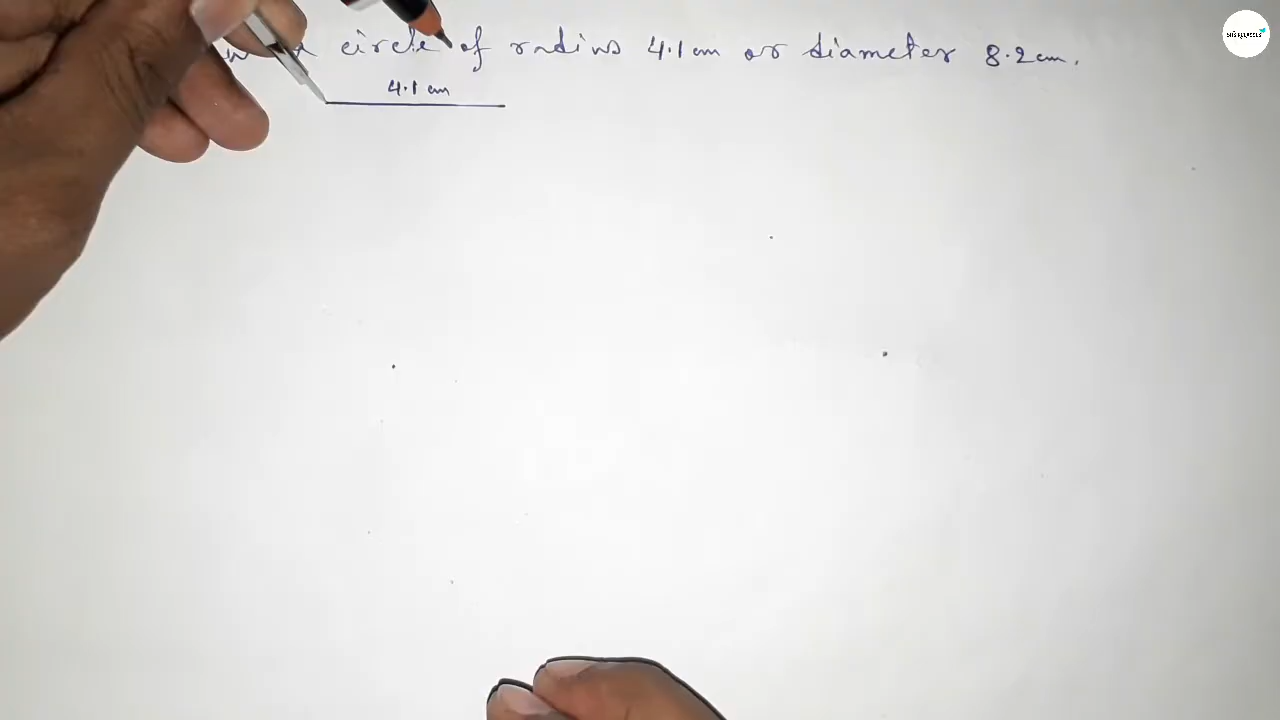 circle of radius 4.1 cm or diameter 8.2 cm.
4.1 cm